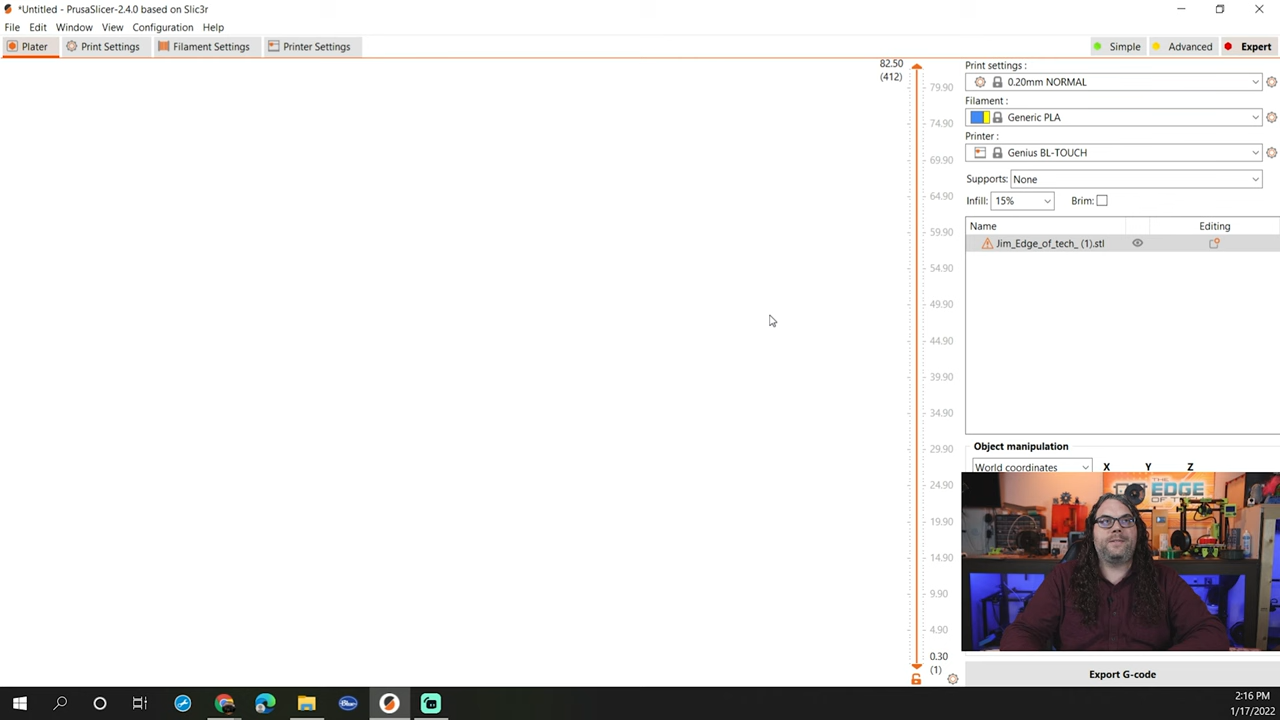 *Untitled - PrusaSlicer-2.4.0 based on Slic3r
File Edit Window View Configuration Help
Plater Print Settings Filament Settings Printer Settings Simple Advanced Expert
82.50
(412)
79.90
74.90
69.90
64.90
59.90
54.90
49.90
44.90
39.90
34.90
29.90
24.90
19.90
14.90
9.90
4.90
0.30
(1)
Print settings :
0.20mm NORMAL
Filament :
Generic PLA
Printer :
Genius BL-TOUCH
Supports: None
Infill: 15% Brim:
Name Editing
Jim_Edge_of_tech_ (1).stl
Object manipulation
World coordinates X Y Z
THE
EDGE
OF
Export G-code
2:16 PM
1/17/2022